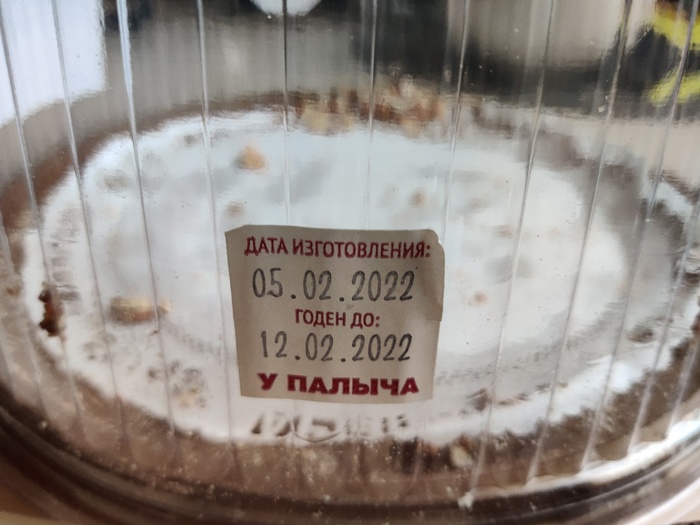 ДАТА ИЗГОТОВЛЕНИЯ:
05.02.2022
ГОДЕН ДО:
12.02.2022
У ПАЛЫЧА